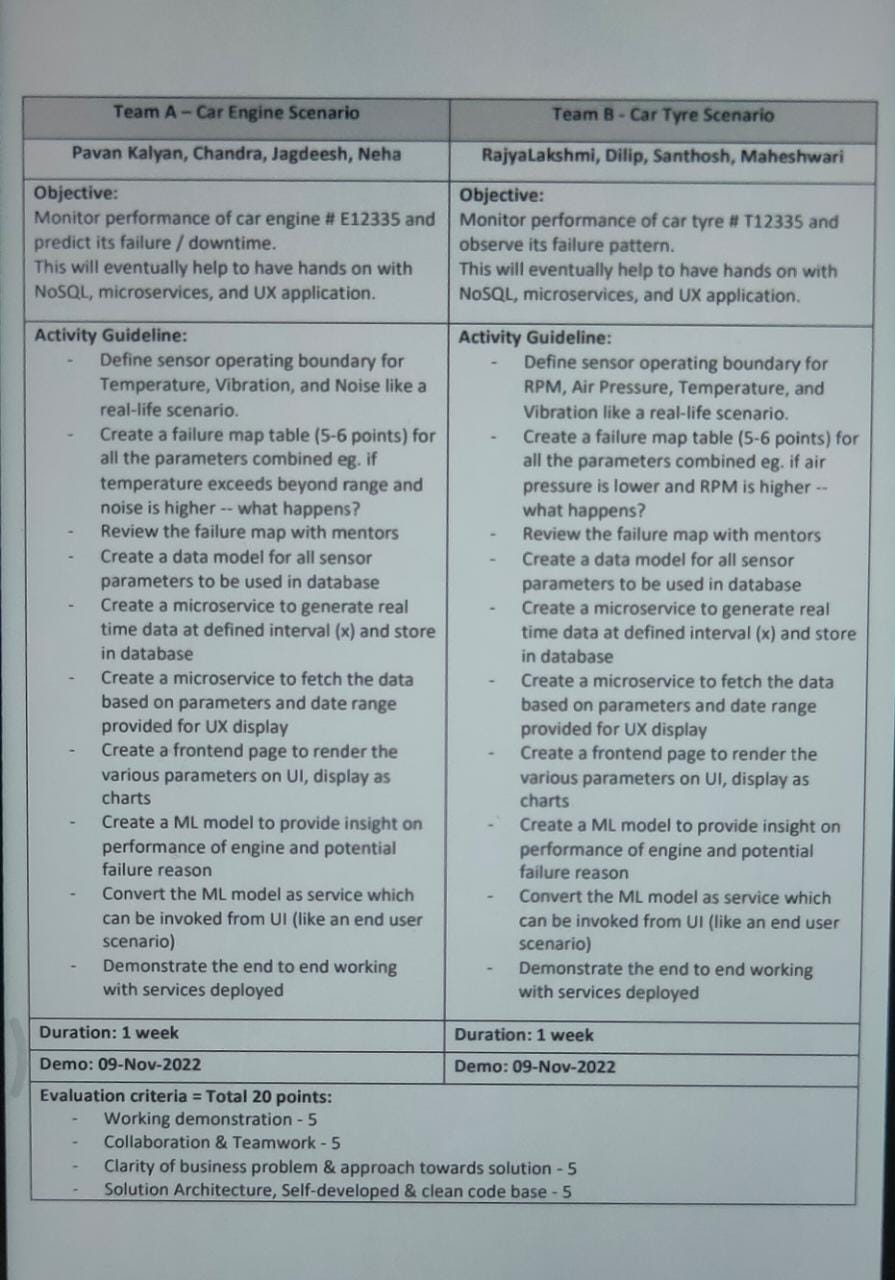 Team A – Car Engine Scenario
Team B - Car Tyre Scenario
Pavan Kalyan, Chandra, Jagdeesh, Neha
RajyaLakshmi, Dilip, Santhosh, Maheshwari
Objective:
Monitor performance of car engine # E12335 and
predict its failure / downtime.
This will eventually help to have hands on with
NoSQL, microservices, and UX application.
Objective:
Monitor performance of car tyre # T12335 and
observe its failure pattern.
This will eventually help to have hands on with
NoSQL, microservices, and UX application.
Activity Guideline:
- Define sensor operating boundary for
Temperature, Vibration, and Noise like a
real-life scenario.
- Create a failure map table (5-6 points) for
all the parameters combined eg. if
temperature exceeds beyond range and
noise is higher -- what happens?
- Review the failure map with mentors
- Create a data model for all sensor
parameters to be used in database
- Create a microservice to generate real
time data at defined interval (x) and store
in database
- Create a microservice to fetch the data
based on parameters and date range
provided for UX display
- Create a frontend page to render the
various parameters on UI, display as
charts
- Create a ML model to provide insight on
performance of engine and potential
failure reason
- Convert the ML model as service which
can be invoked from UI (like an end user
scenario)
- Demonstrate the end to end working
with services deployed
Activity Guideline:
- Define sensor operating boundary for
RPM, Air Pressure, Temperature, and
Vibration like a real-life scenario.
- Create a failure map table (5-6 points) for
all the parameters combined eg. if air
pressure is lower and RPM is higher --
what happens?
- Review the failure map with mentors
- Create a data model for all sensor
parameters to be used in database
- Create a microservice to generate real
time data at defined interval (x) and store
in database
- Create a microservice to fetch the data
based on parameters and date range
provided for UX display
- Create a frontend page to render the
various parameters on UI, display as
charts
- Create a ML model to provide insight on
performance of engine and potential
failure reason
- Convert the ML model as service which
can be invoked from UI (like an end user
scenario)
- Demonstrate the end to end working
with services deployed
Duration: 1 week
Duration: 1 week
Demo: 09-Nov-2022
Demo: 09-Nov-2022
Evaluation criteria = Total 20 points:
- Working demonstration - 5
- Collaboration & Teamwork - 5
- Clarity of business problem & approach towards solution - 5
- Solution Architecture, Self-developed & clean code base - 5